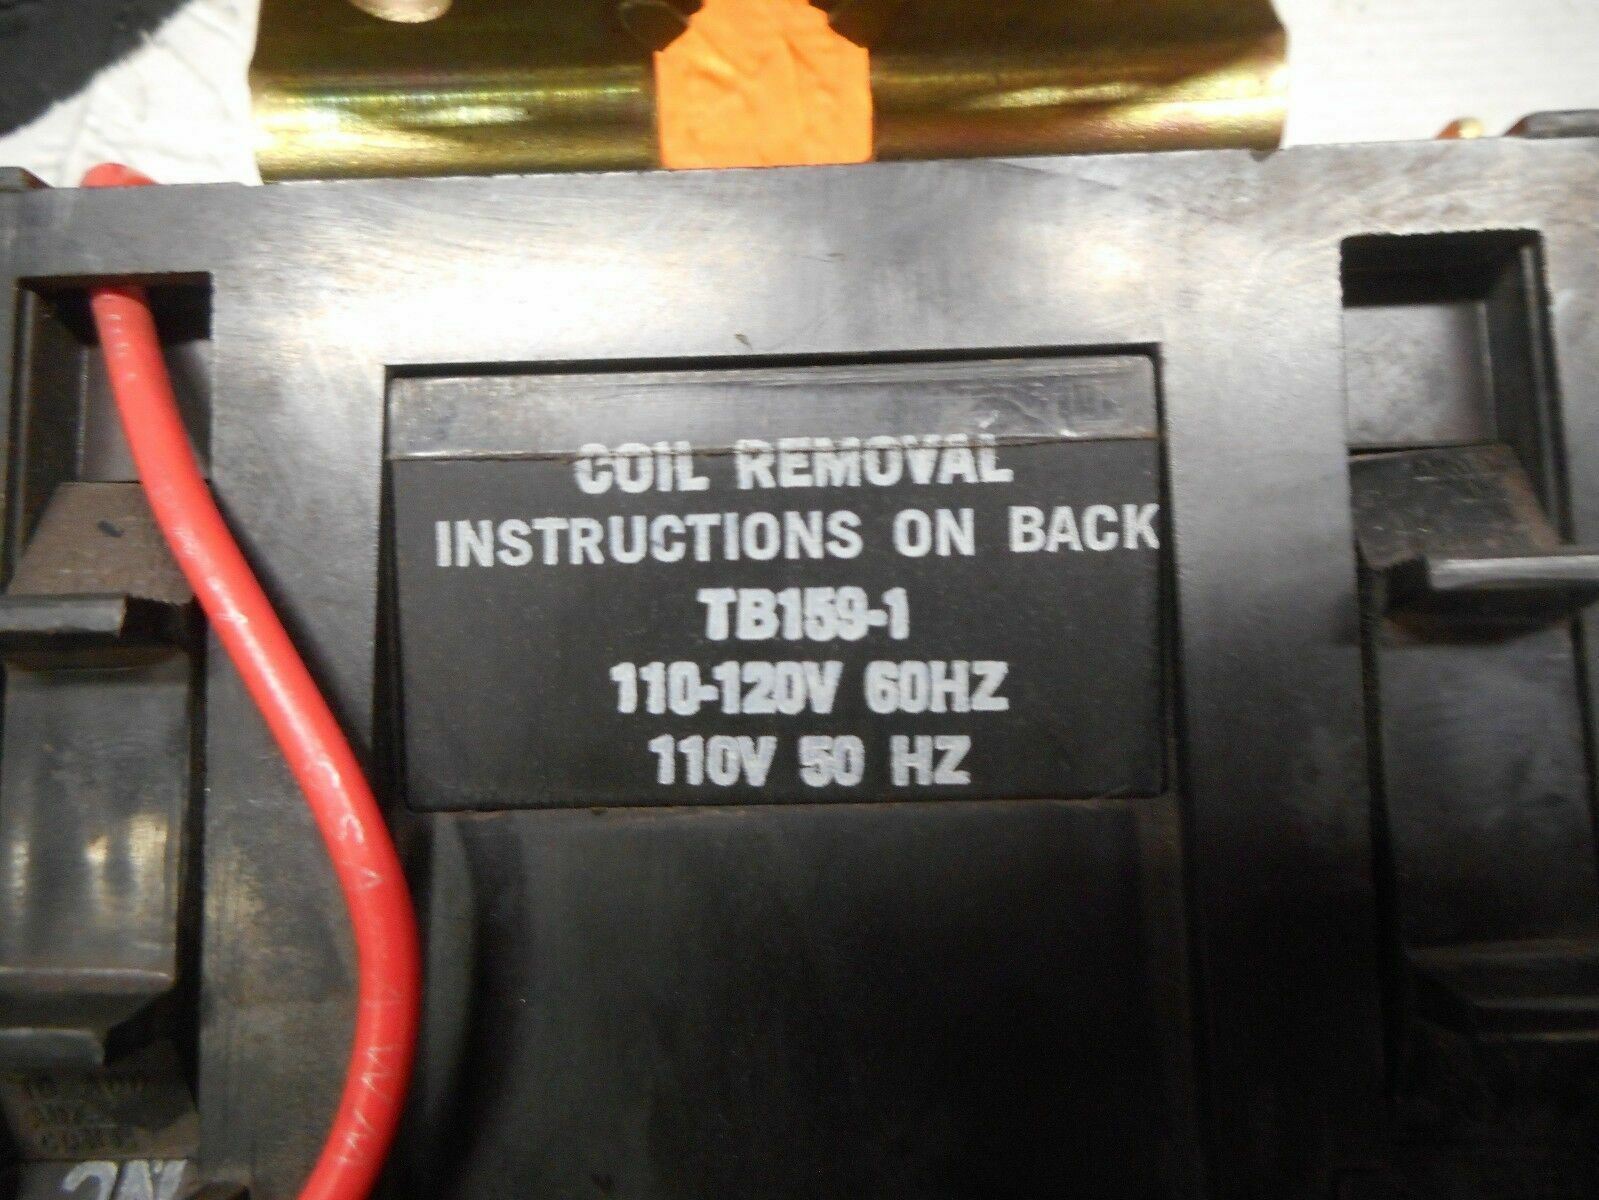 COIL REMOVAL
INSTRUCTIONS ON BACK
TB159-1
110-120V 60HZ
110V 50 HZ